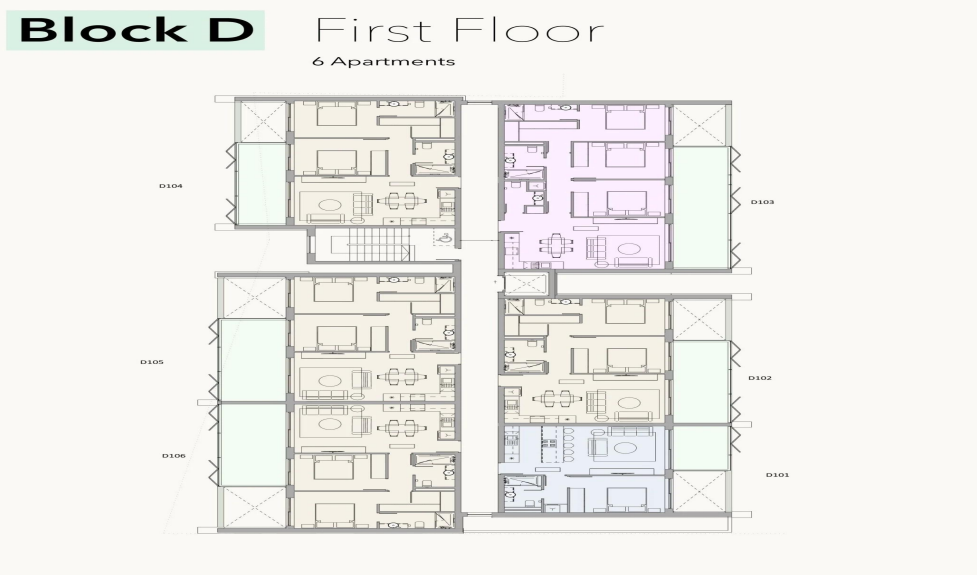 Block D First Floor
6 Apartments
D104
D103
D105
D102
D106
D101